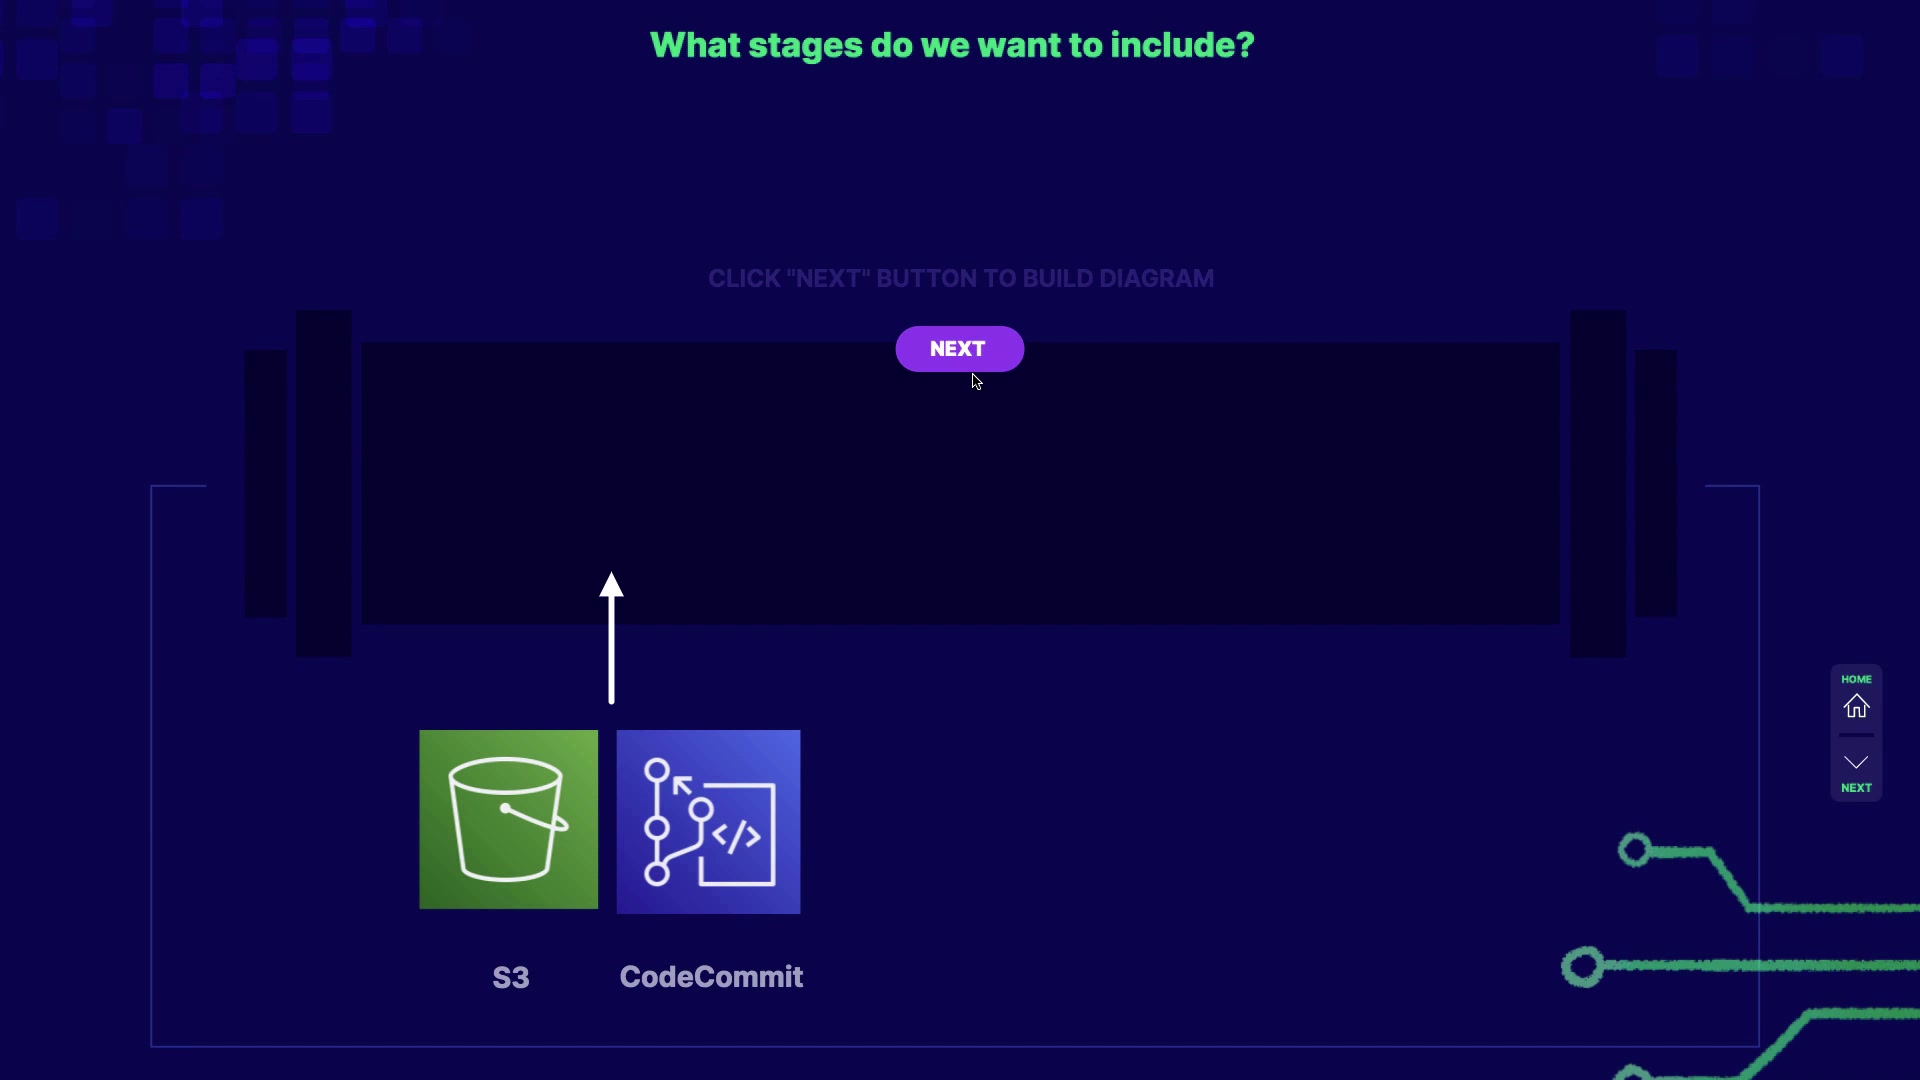 What stages do we want to include?
CLICK "NEXT" BUTTON TO BUILD DIAGRAM
NEXT
HOME
NEXT
</>
S3
CodeCommit